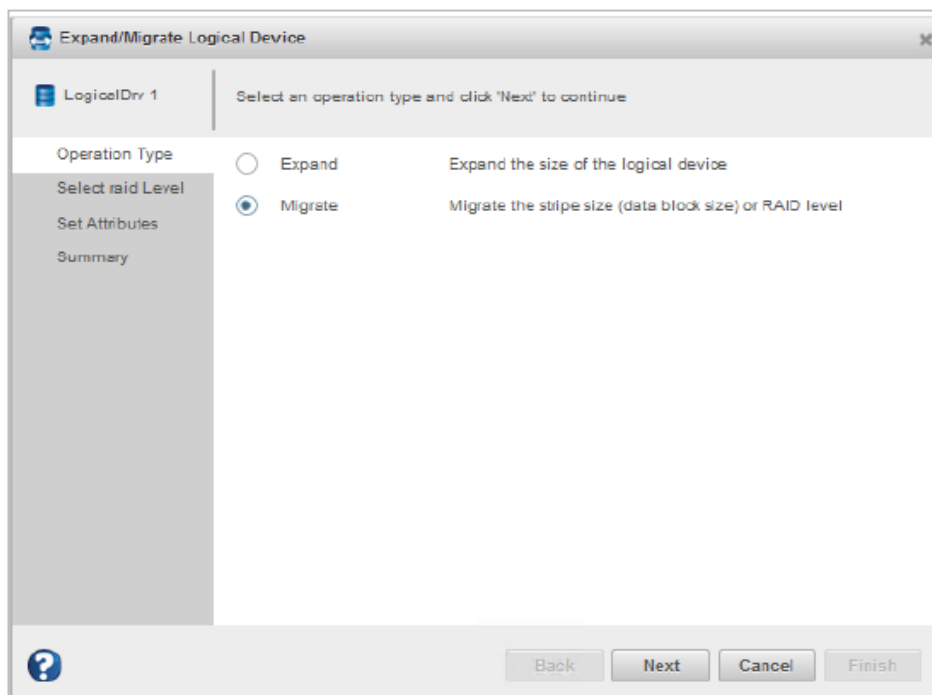 Expand/Migrate Logical Device
LogicalDrv 1
Select an operation type and click 'Next' to continue
Operation Type
Expand Expand the size of the logical device
Select raid Level
Migrate Migrate the stripe size (data block size) or RAID level
Set Attributes
Summary
?
Back Next Cancel Finish